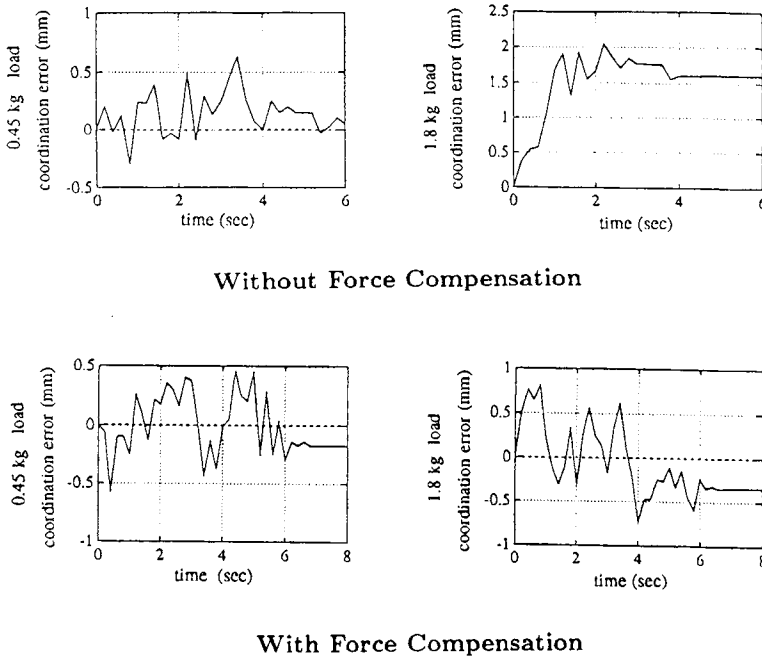 0.45 kg load
coordination error (mm)
1
0.5
0
-0.5
0
2
4
6
time (sec)
1.8 kg load
coordination error (mm)
2.5
2
1.5
1
0.5
0
0
2
4
6
time (sec)
Without Force Compensation
0.45 kg load
coordination error (mm)
0.5
0
-0.5
-1
0
2
4
6
8
time (sec)
1.8 kg load
coordination error (mm)
1
0.5
0
-0.5
-1
0
2
4
6
8
time (sec)
With Force Compensation